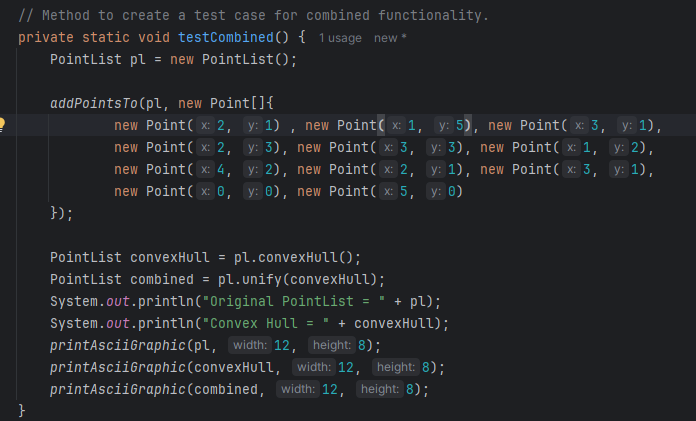 // Method to create a test case for combined functionality.
private static void testCombined() { 1 usage new *
PointList pl = new PointList();
addPointsTo(pl, new Point[]{
new Point( x: 2, y: 1) , new Point( x: 1, y: 5), new Point( x: 3, y: 1),
new Point( x: 2, y: 3), new Point( x: 3, y: 3), new Point( x: 1, y: 2),
new Point( x: 4, y: 2), new Point( x: 2, y: 1), new Point( x: 3, y: 1),
new Point( x: 0, y: 0), new Point( x: 5, y: 0)
});
PointList convexHull = pl.convexHull();
PointList combined = pl.unify(convexHull);
System.out.println("Original PointList = " + pl);
System.out.println("Convex Hull = " + convexHull);
printAsciiGraphic(pl, width: 12, height: 8);
printAsciiGraphic(convexHull, width: 12, height: 8);
printAsciiGraphic(combined, width: 12, height: 8);
}